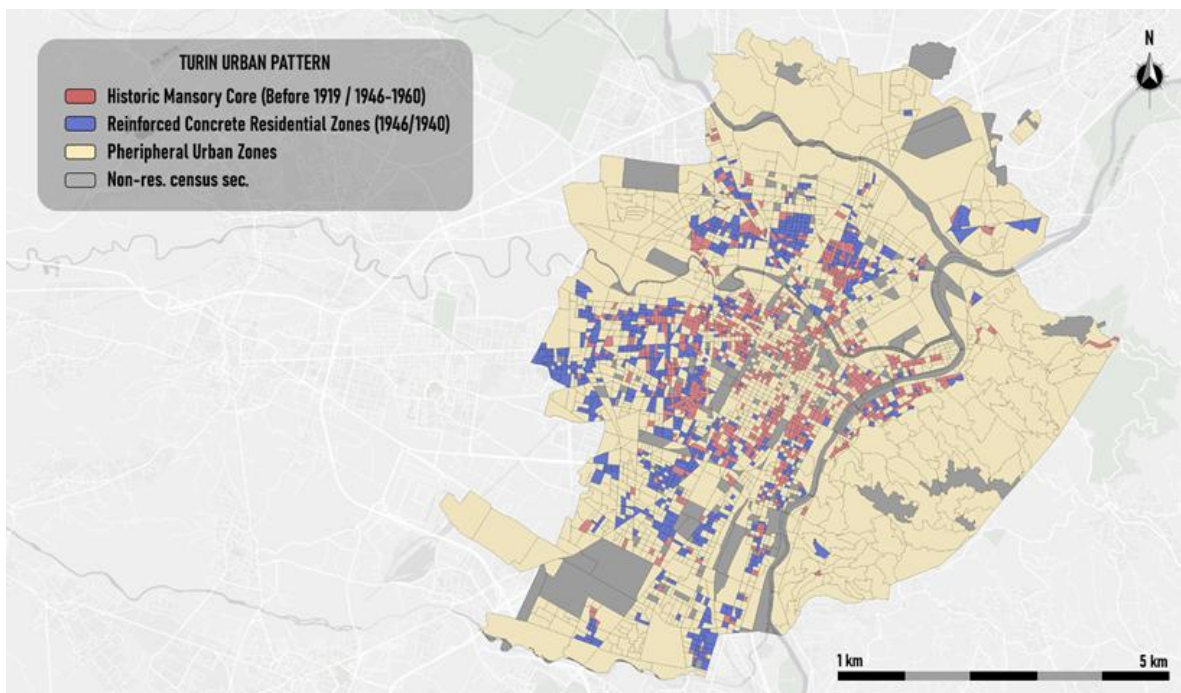 TURIN URBAN PATTERN
Historic Mansory Core (Before 1919 / 1946-1960)
Reinforced Concrete Residential Zones (1946/1940)
Pheripheral Urban Zones
Non-res. census sec.
N
1 km 5 km